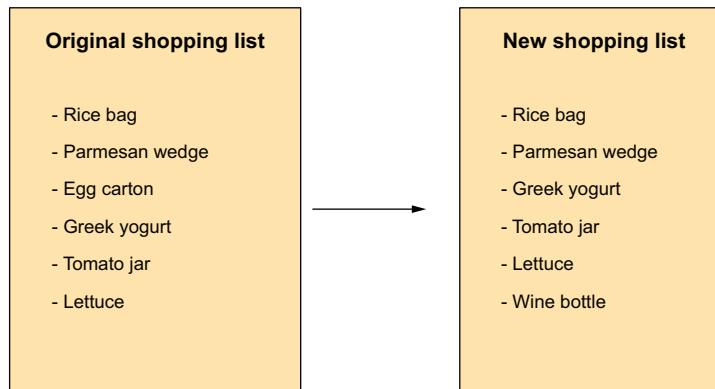 Original shopping list
- Rice bag
- Parmesan wedge
- Egg carton
- Greek yogurt
- Tomato jar
- Lettuce
New shopping list
- Rice bag
- Parmesan wedge
- Greek yogurt
- Tomato jar
- Lettuce
- Wine bottle